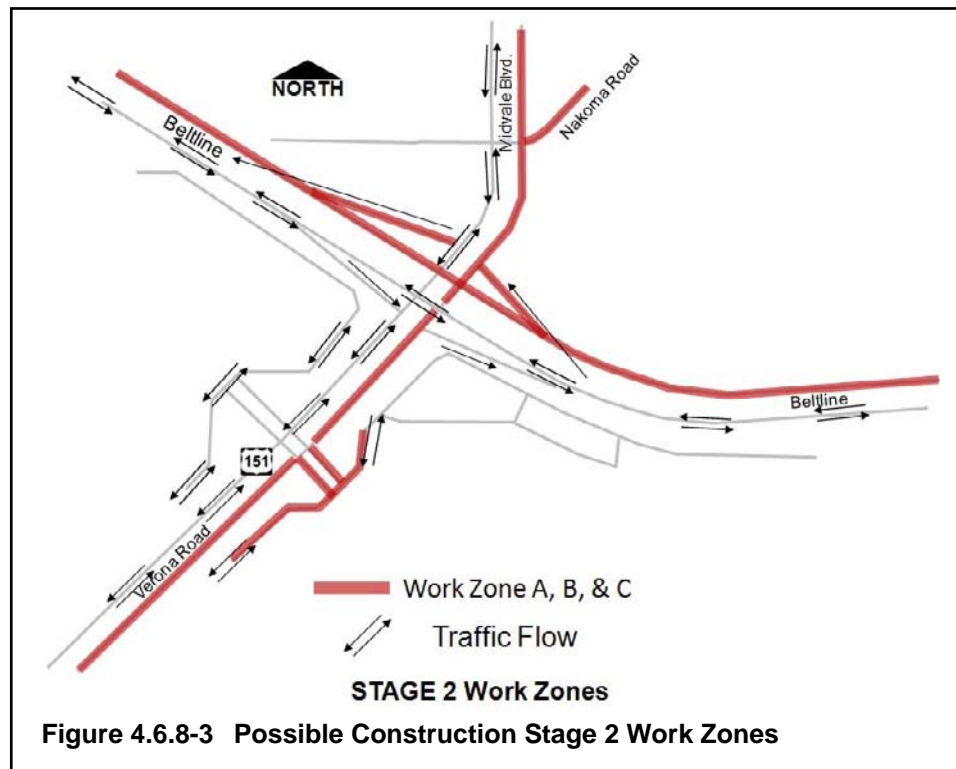 NORTH
Midvale Blvd.
Nakoma Road
Beltline
Beltline
151
Verona Road
Work Zone A, B, & C
Traffic Flow
STAGE 2 Work Zones
Figure 4.6.8-3 Possible Construction Stage 2 Work Zones